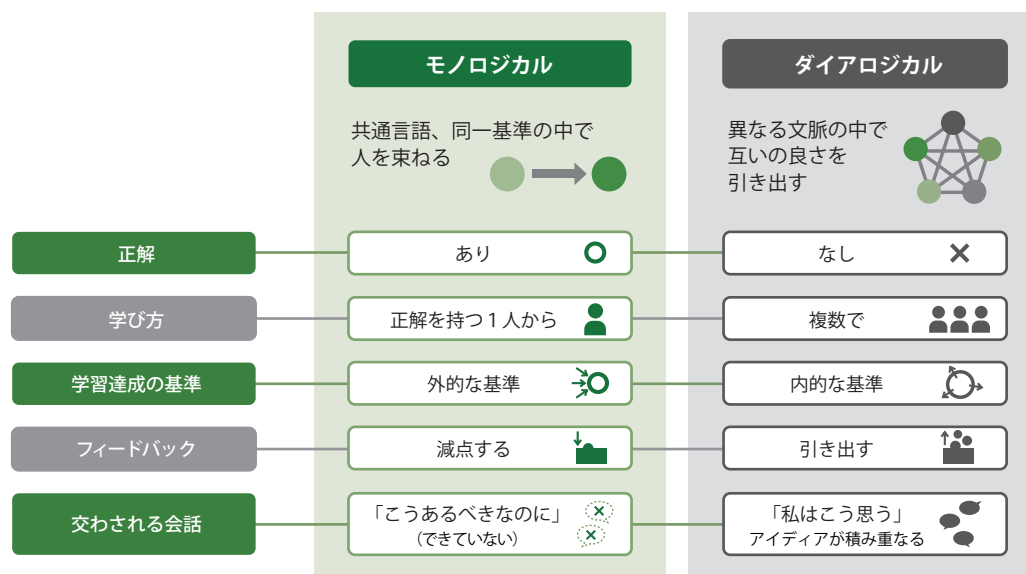 モノロジカル
ダイアロジカル
共通言語、同一基準の中で
人を束ねる
異なる文脈の中で
互いの良さを
引き出す
正解
あり
なし
学び方
正解を持つ1人から
複数で
学習達成の基準
外的な基準
内的な基準
フィードバック
減点する
引き出す
交わされる会話
「こうあるべきなのに」
（できていない）
「私はこう思う」
アイディアが積み重なる